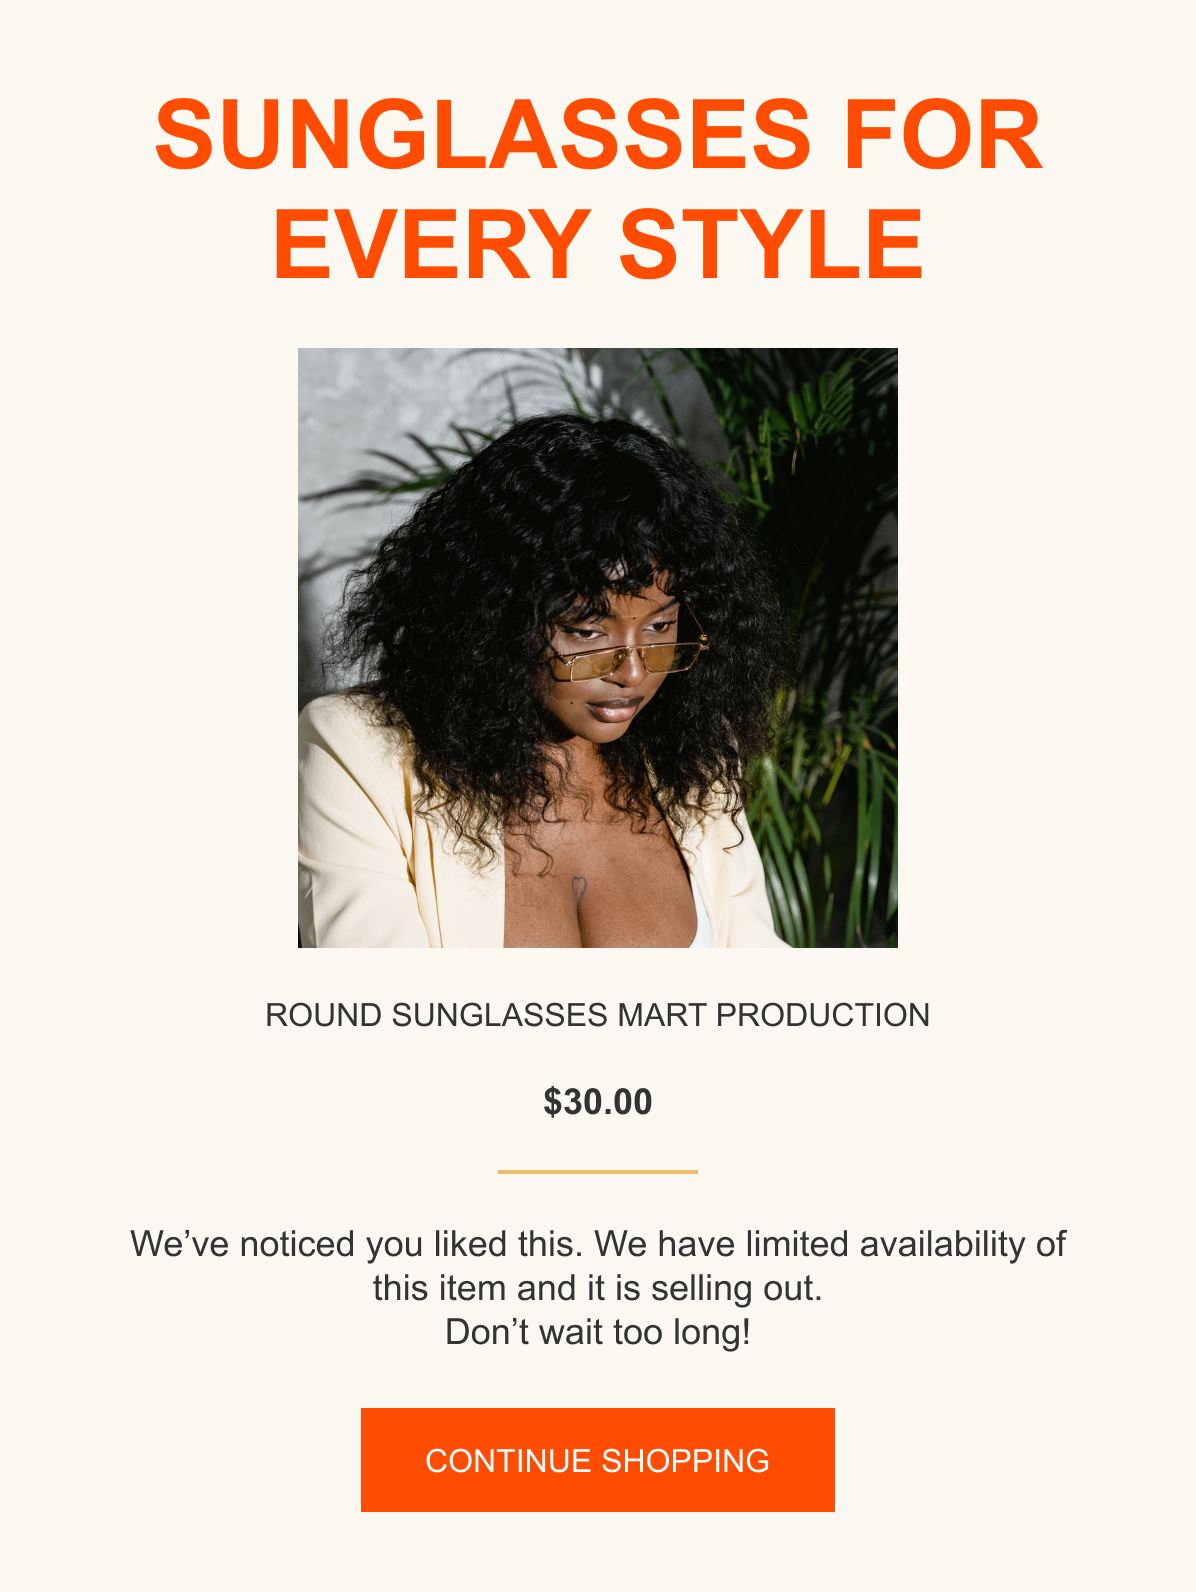 SUNGLASSES FOR
EVERY STYLE
ROUND SUNGLASSES MART PRODUCTION
$30.00
We’ve noticed you liked this. We have limited availability of
this item and it is selling out.
Don’t wait too long!
CONTINUE SHOPPING